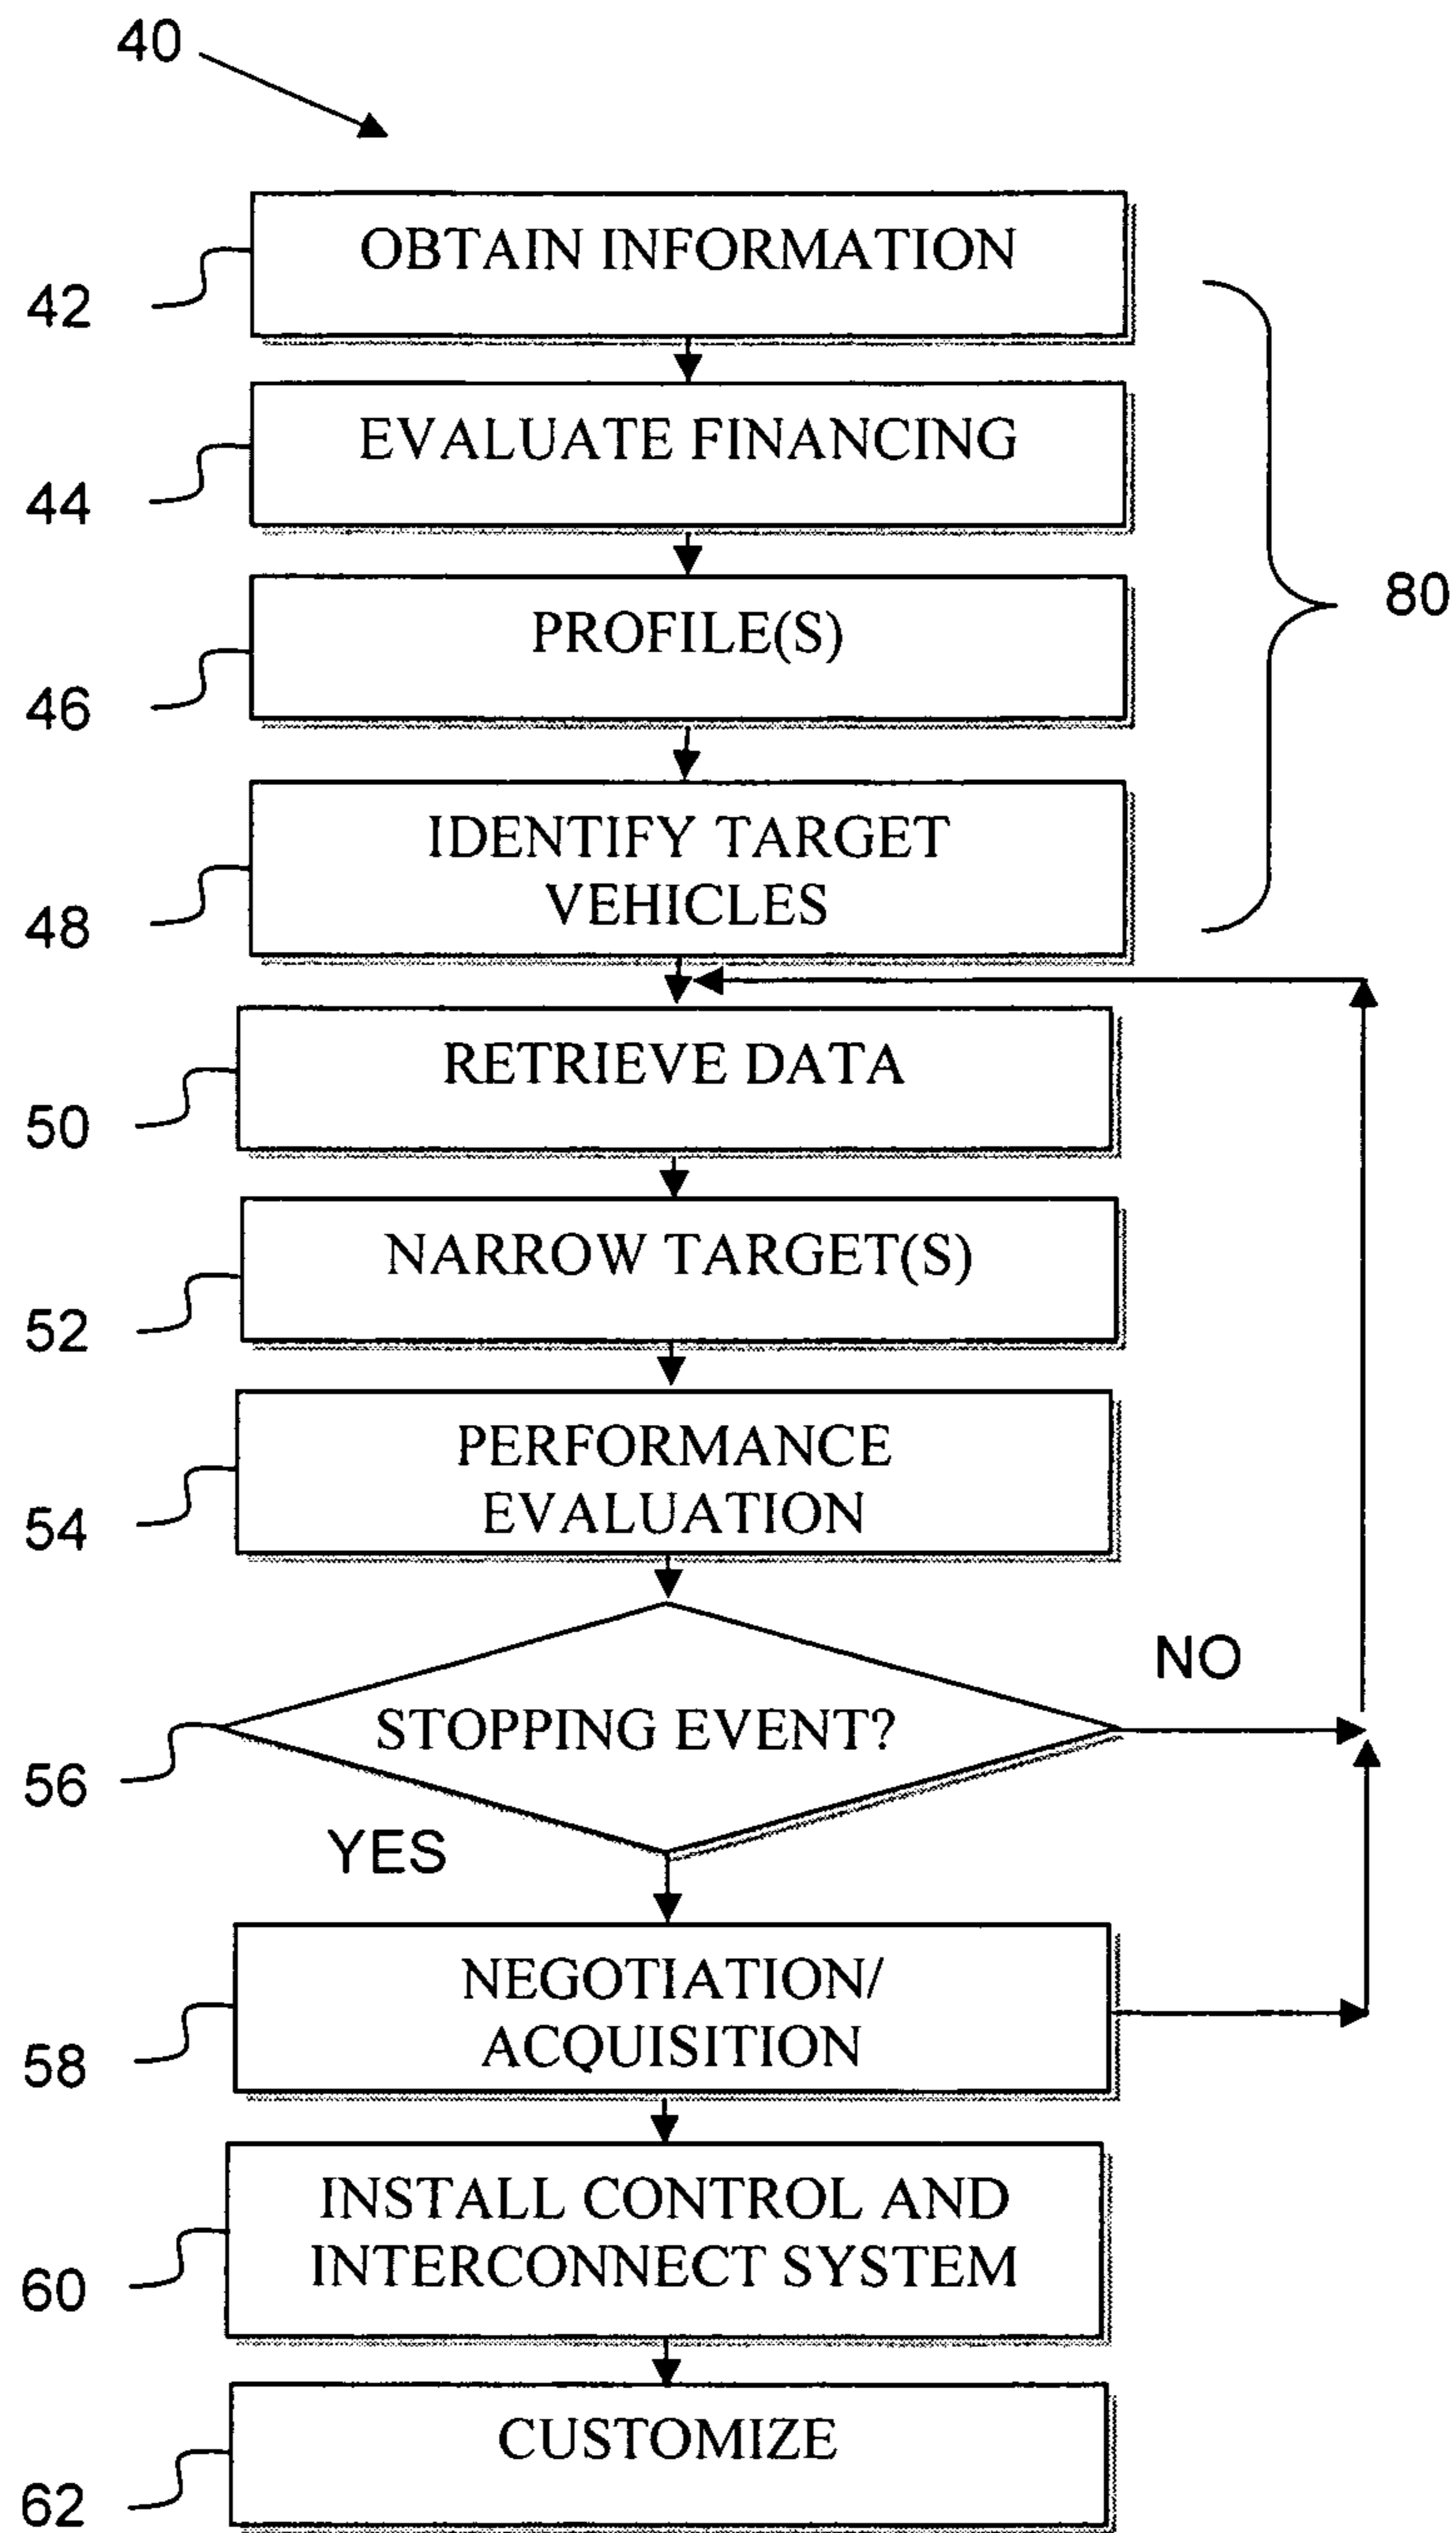 40
OBTAIN INFORMATION
42
EVALUATE FINANCING
44
80
PROFILE(S)
46
IDENTIFY TARGET
VEHICLES
48
RETRIEVE DATA
50
NARROW TARGET(S)
52
PERFORMANCE
EVALUATION
54
NO
STOPPING EVENT?
56
YES
NEGOTIATION/
ACQUISITION
58
INSTALL CONTROL AND
INTERCONNECT SYSTEM
60
CUSTOMIZE
62